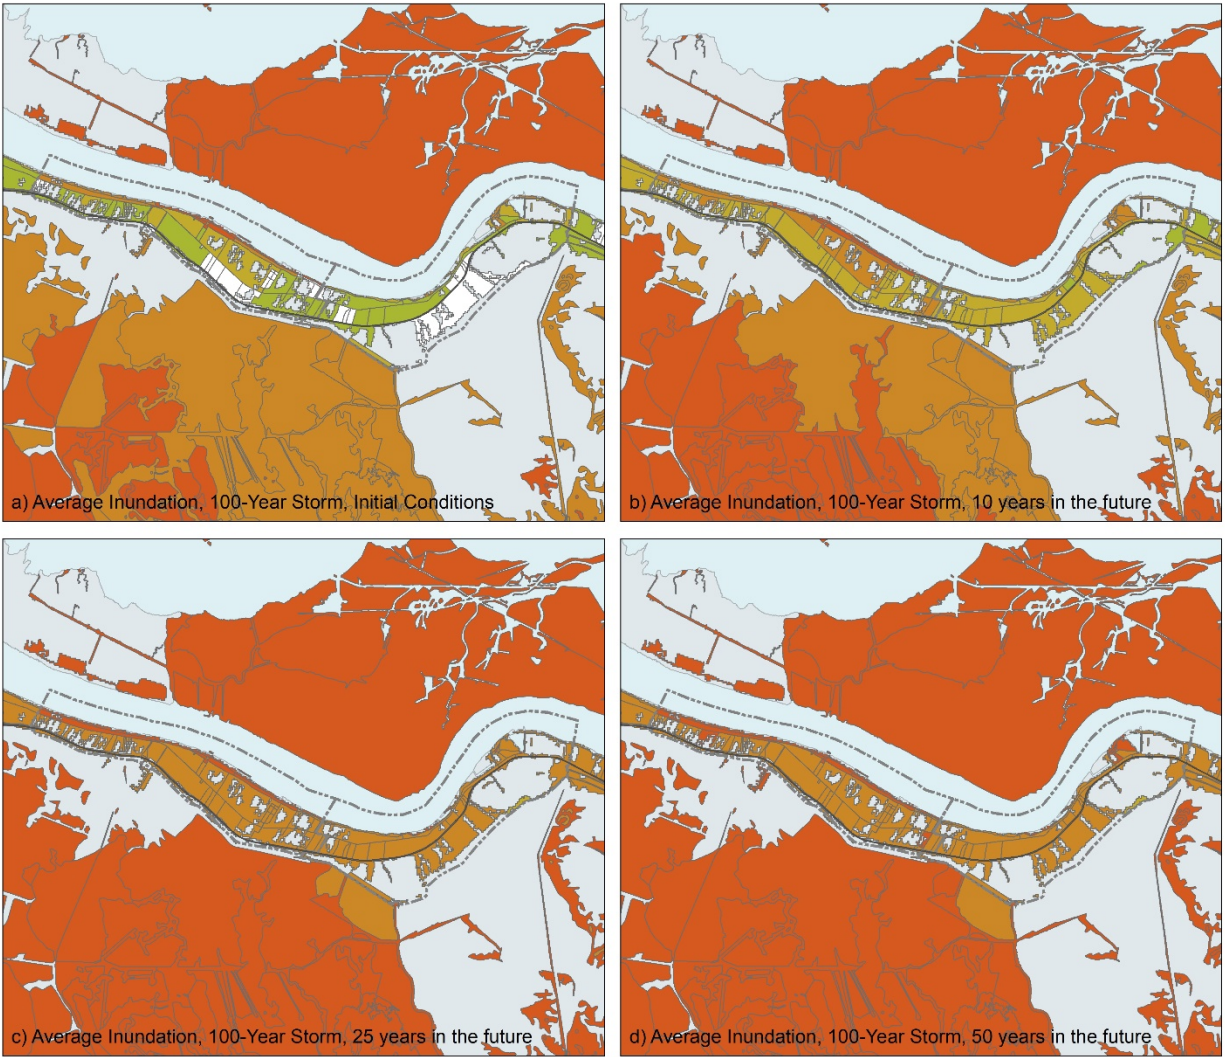 a) Average Inundation, 100-Year Storm, Initial Conditions
b) Average Inundation, 100-Year Storm, 10 years in the future
c) Average Inundation, 100-Year Storm, 25 years in the future
d) Average Inundation, 100-Year Storm, 50 years in the future